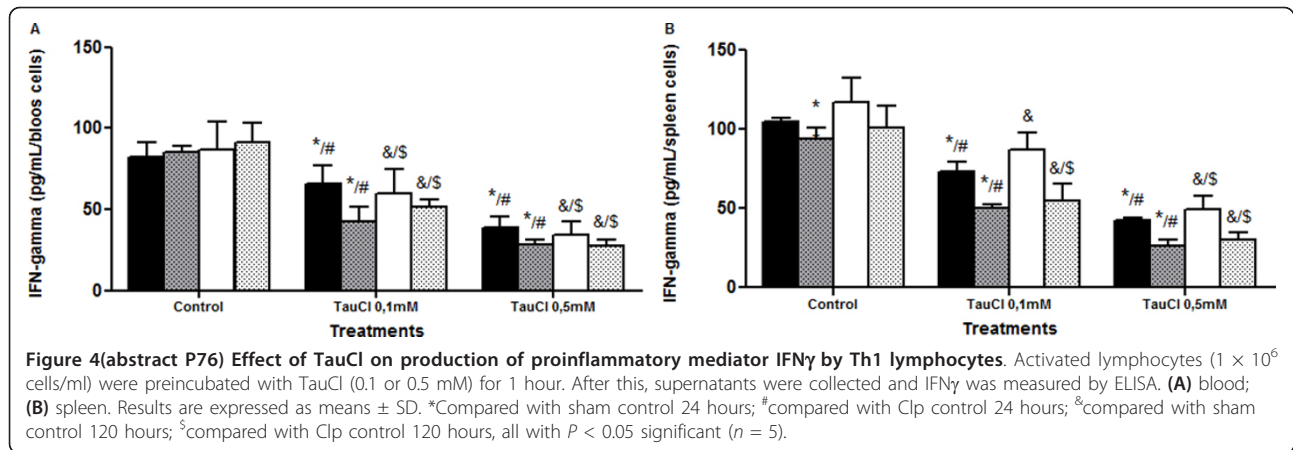 A
IFN-gamma (pg/mL/bloos cells)
150
100
50
0
*/#
*/#
&/$
&/$
*/#
*/#
&/$
&/$
Control
TauCl 0,1mM
TauCl 0,5mM
Treatments
B
IFN-gamma (pg/mL/spleen cells)
150
100
50
0
*
*
*/#
*/#
&
&/$
*/#
*/#
&/$
&/$
Control
TauCl 0,1mM
TauCl 0,5mM
Treatments
Figure 4(abstract P76) Effect of TauCl on production of proinflammatory mediator IFNγ by Th1 lymphocytes. Activated lymphocytes (1 × 10⁶
cells/ml) were preincubated with TauCl (0.1 or 0.5 mM) for 1 hour. After this, supernatants were collected and IFNγ was measured by ELISA. (A) blood;
(B) spleen. Results are expressed as means ± SD. *Compared with sham control 24 hours; #compared with Clp control 24 hours; &compared with sham
control 120 hours; $compared with Clp control 120 hours, all with P < 0.05 significant (n = 5).